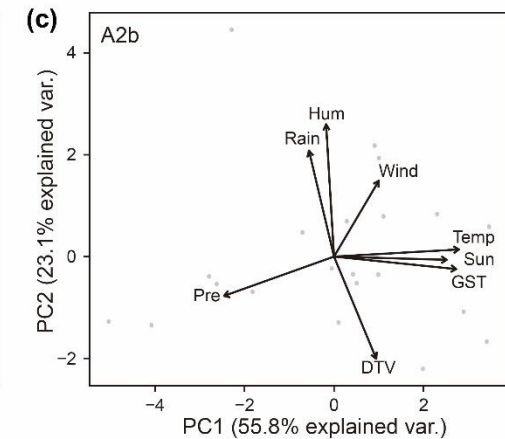 (c)
A2b
PC2 (23.1% explained var.)
4
2
0
−2
Hum
Rain
Wind
Temp
Sun
GST
Pre
DTV
−4
−2
0
2
PC1 (55.8% explained var.)